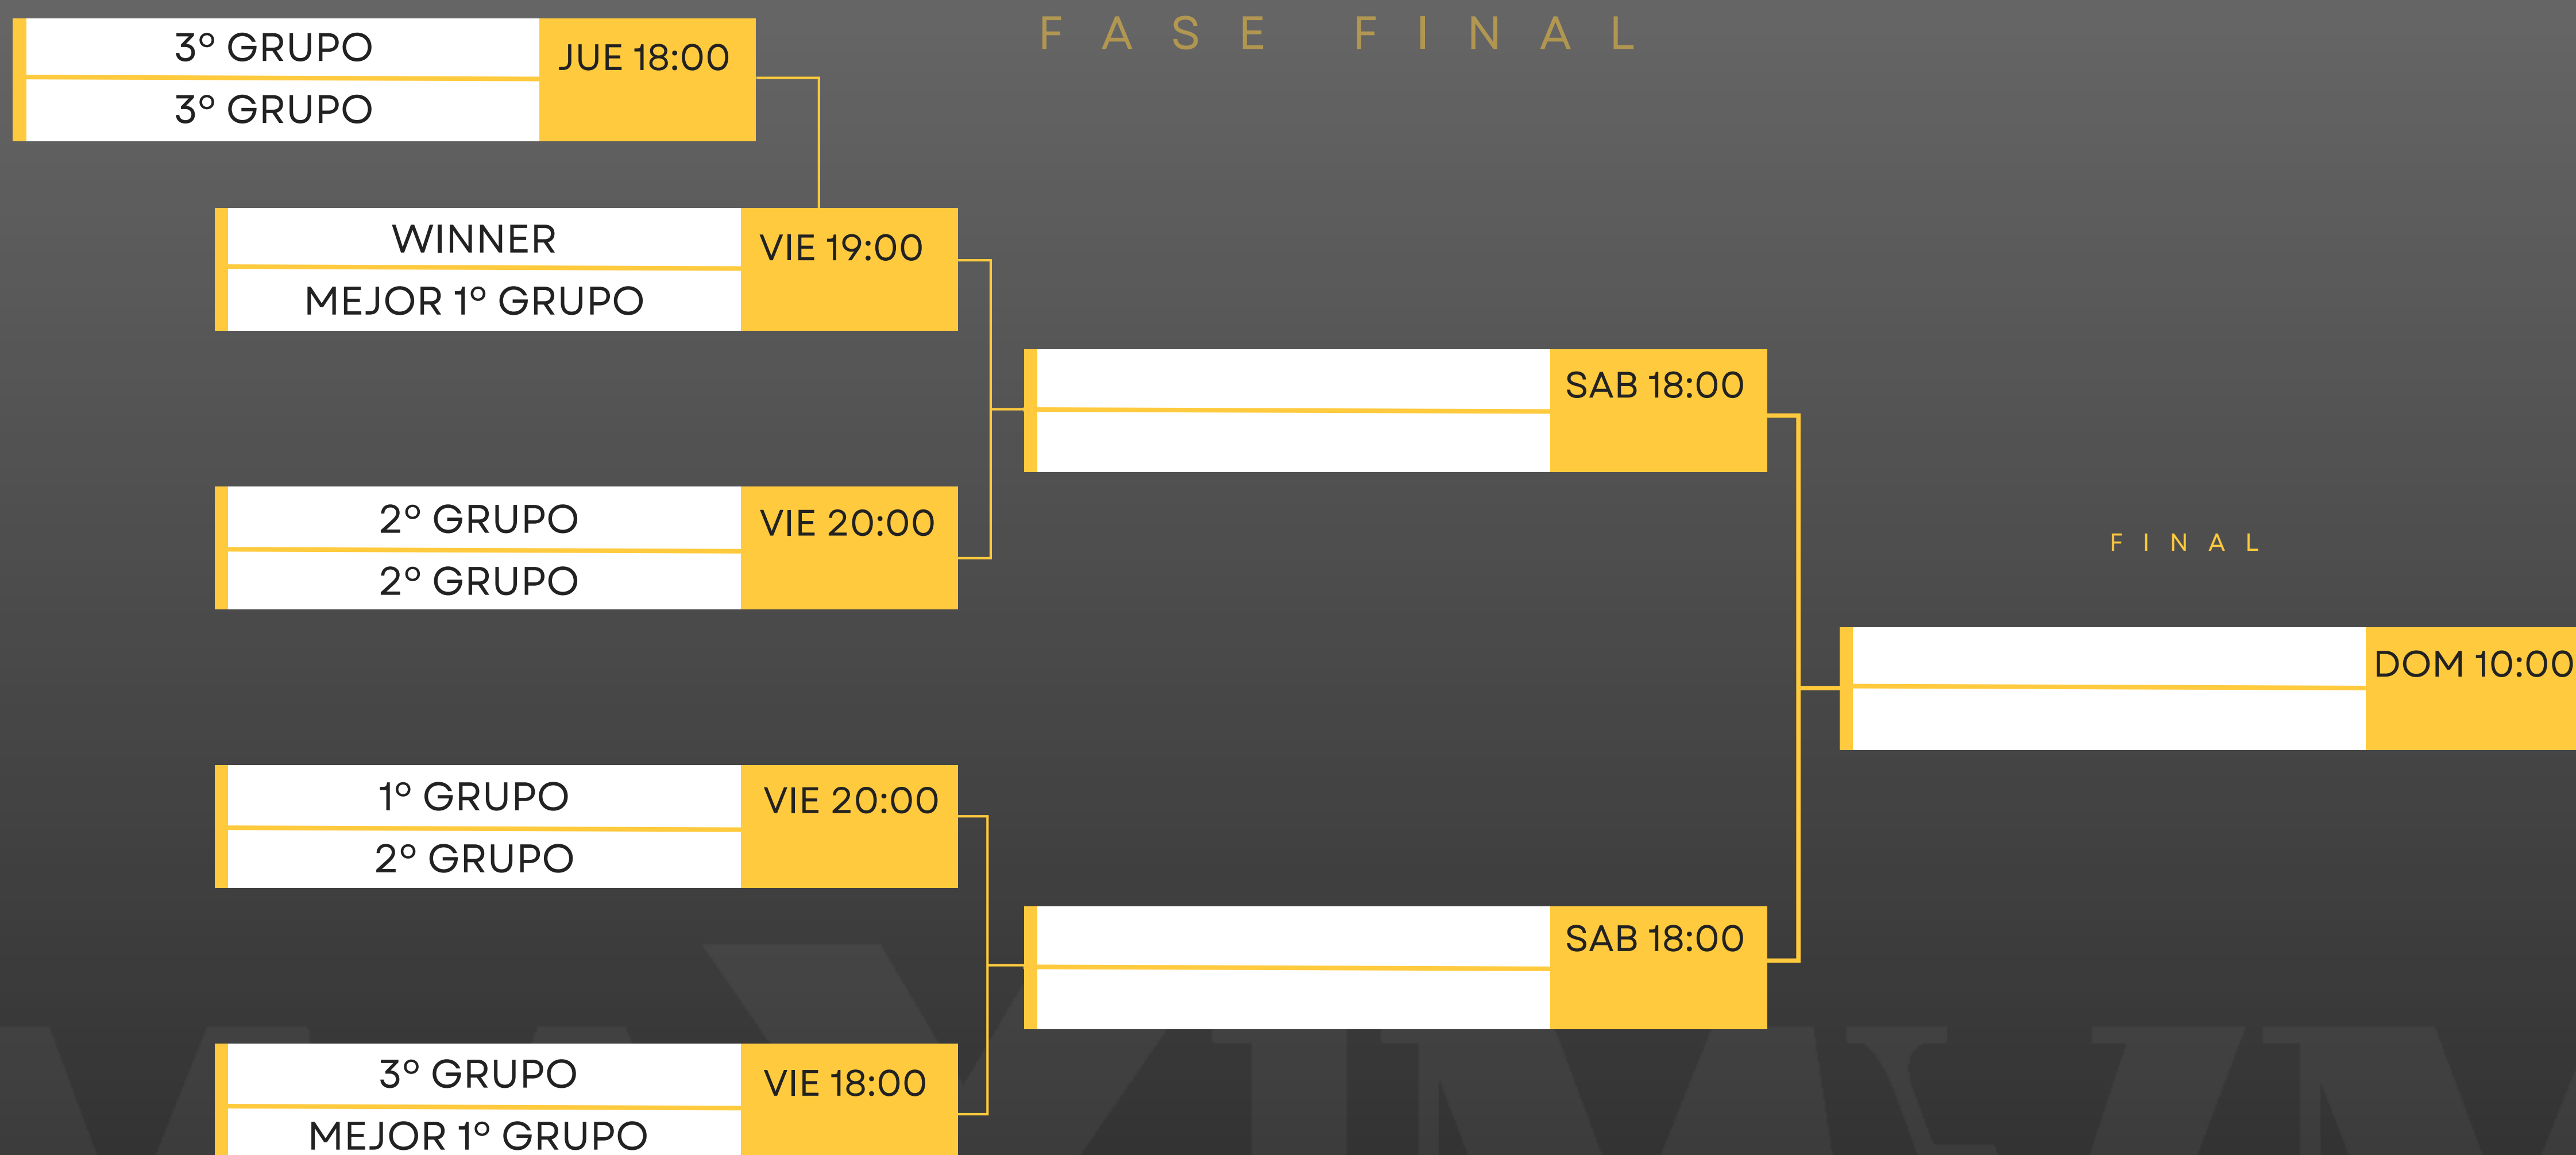 FASE FINAL
3º GRUPO
JUE 18:00
3º GRUPO
WINNER
VIE 19:00
MEJOR 1º GRUPO
SAB 18:00
2º GRUPO
VIE 20:00
2º GRUPO
FINAL
DOM 10:00
1º GRUPO
VIE 20:00
2º GRUPO
SAB 18:00
3º GRUPO
VIE 18:00
MEJOR 1º GRUPO